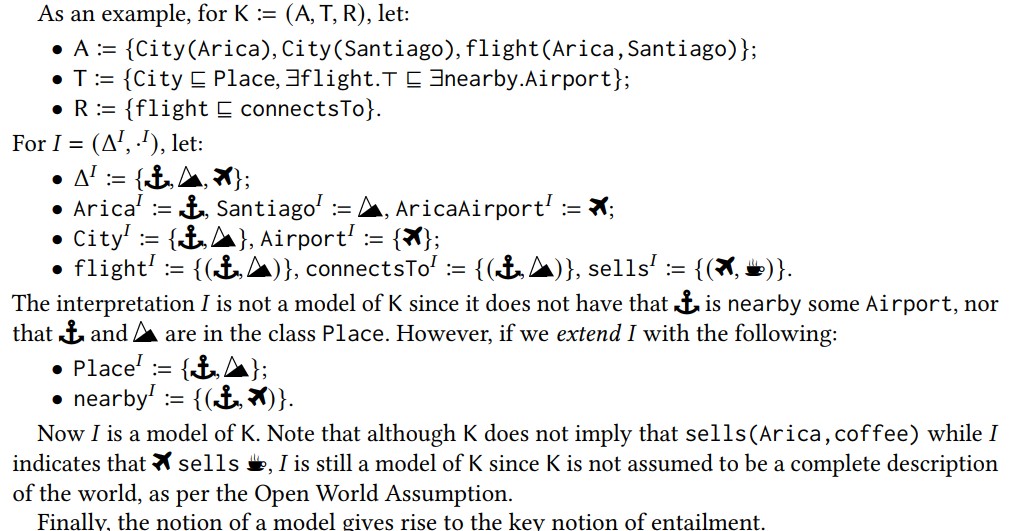 As an example, for K := (A, T, R), let:
• A := {City(Arica), City(Santiago), flight(Arica,Santiago)};
• T := {City ⊑ Place, ∃flight.⊤ ⊑ ∃nearby.Airport};
• R := {flight ⊑ connectsTo}.
For I = (Δ^I, ·^I), let:
• Δ^I := {⚓, ⛰, ✈};
• Arica^I := ⚓, Santiago^I := ⛰, AricaAirport^I := ✈;
• City^I := {⚓, ⛰}, Airport^I := {✈};
• flight^I := {(⚓, ⛰)}, connectsTo^I := {(⚓, ⛰)}, sells^I := {(✈, ☕)}.
The interpretation I is not a model of K since it does not have that ⚓ is nearby some Airport, nor
that ⚓ and ⛰ are in the class Place. However, if we extend I with the following:
• Place^I := {⚓, ⛰};
• nearby^I := {(⚓, ✈)}.
Now I is a model of K. Note that although K does not imply that sells(Arica,coffee) while I
indicates that ✈ sells ☕, I is still a model of K since K is not assumed to be a complete description
of the world, as per the Open World Assumption.
Finally, the notion of a model gives rise to the key notion of entailment.